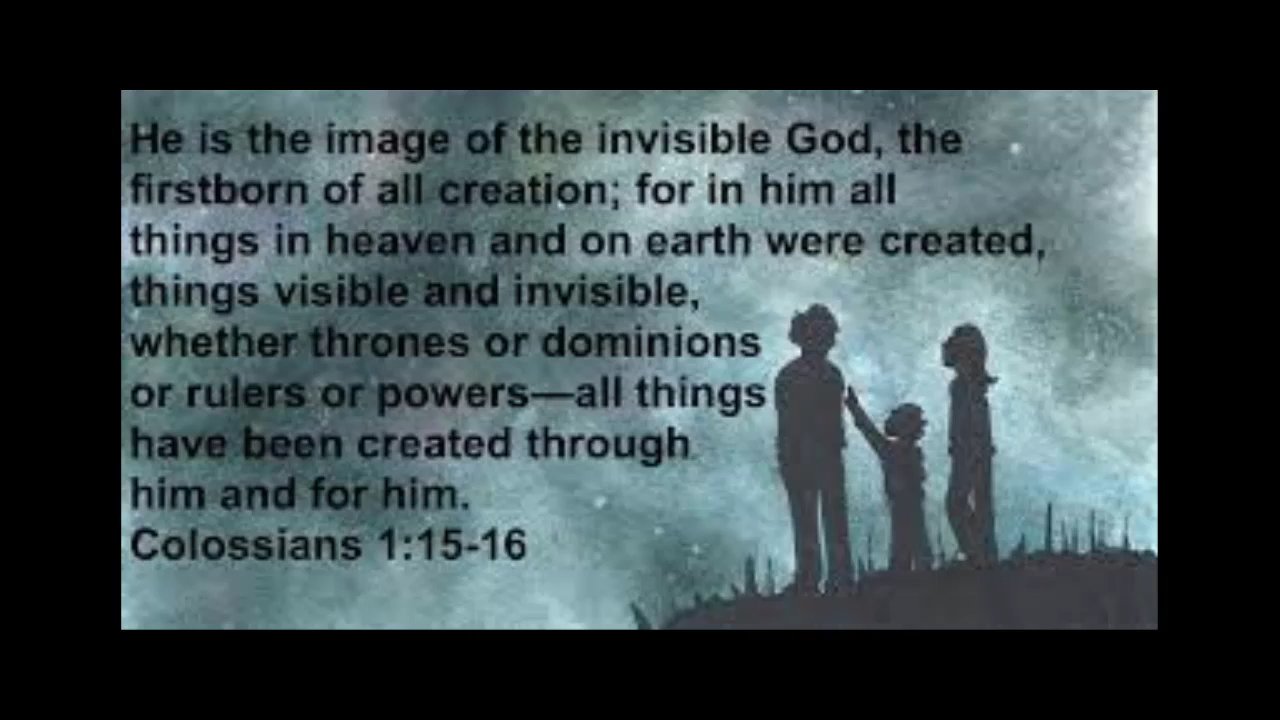 He is the image of the invisible God, the
firstborn of all creation; for in him all
things in heaven and on earth were created,
things visible and invisible,
whether thrones or dominions
or rulers or powers—all things
have been created through
him and for him.
Colossians 1:15-16